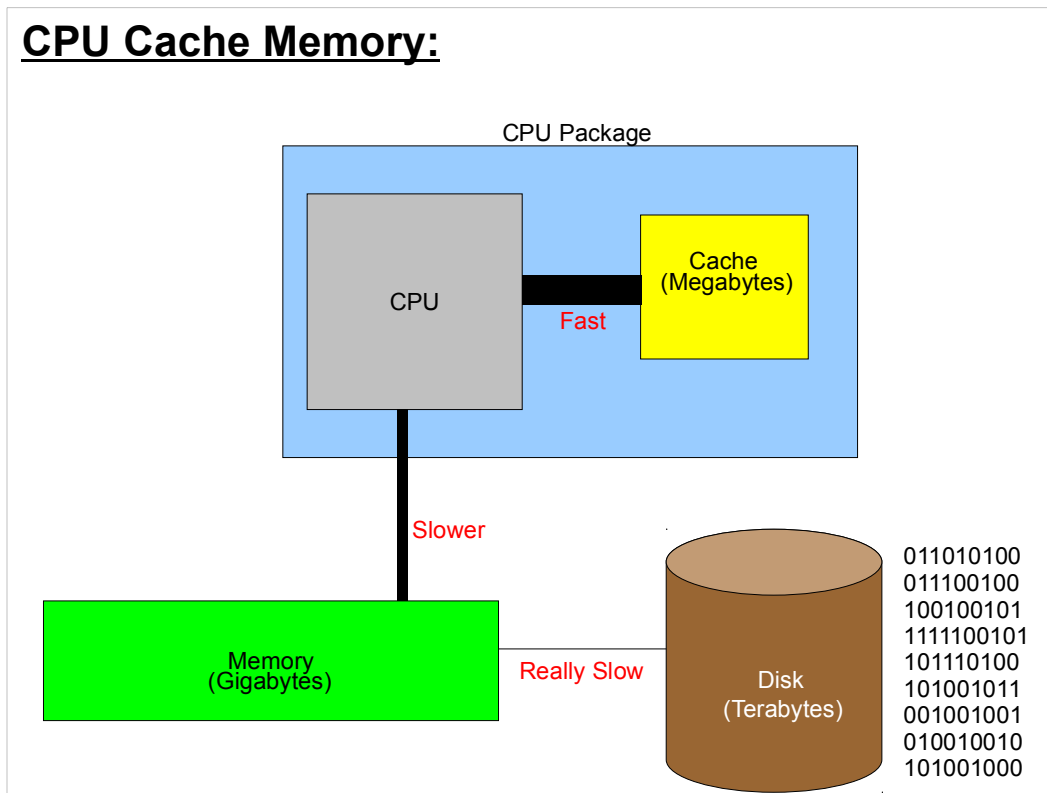 CPU Cache Memory:
CPU Package
CPU
Cache
(Megabytes)
Fast
Slower
Memory
(Gigabytes)
Really Slow
Disk
(Terabytes)
011010100
011100100
100100101
1111100101
101110100
101001011
001001001
010010010
101001000